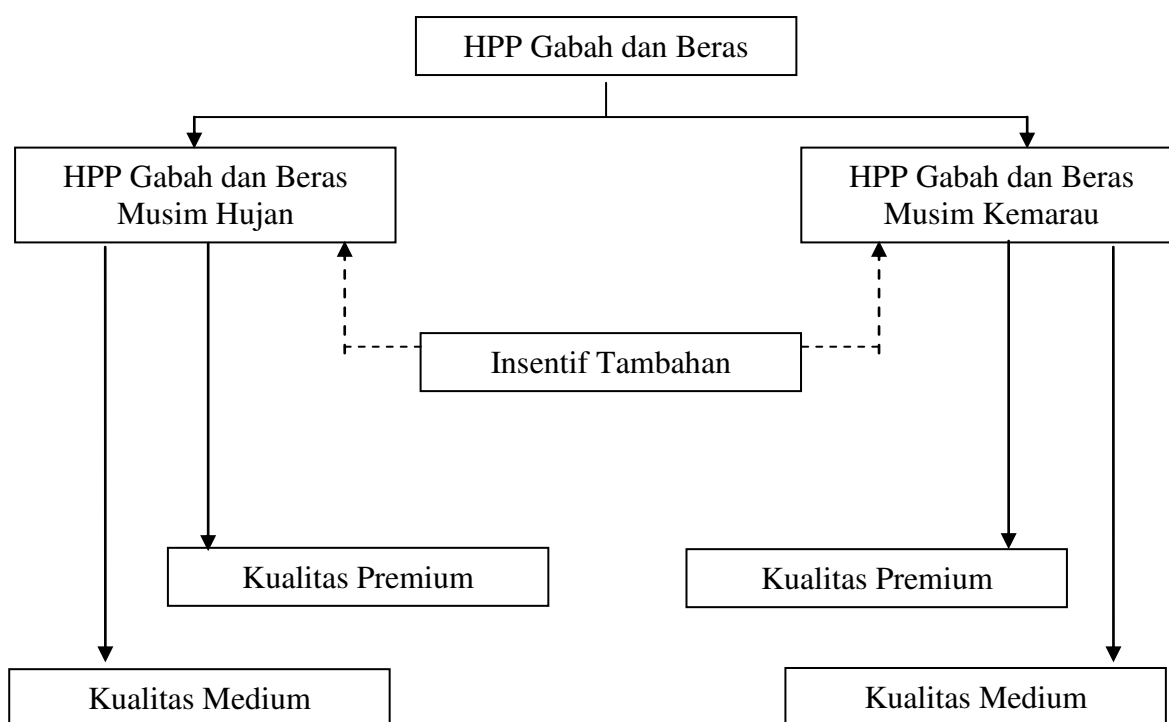 HPP Gabah dan Beras
HPP Gabah dan Beras
Musim Hujan
HPP Gabah dan Beras
Musim Kemarau
Insentif Tambahan
Kualitas Premium
Kualitas Premium
Kualitas Medium
Kualitas Medium